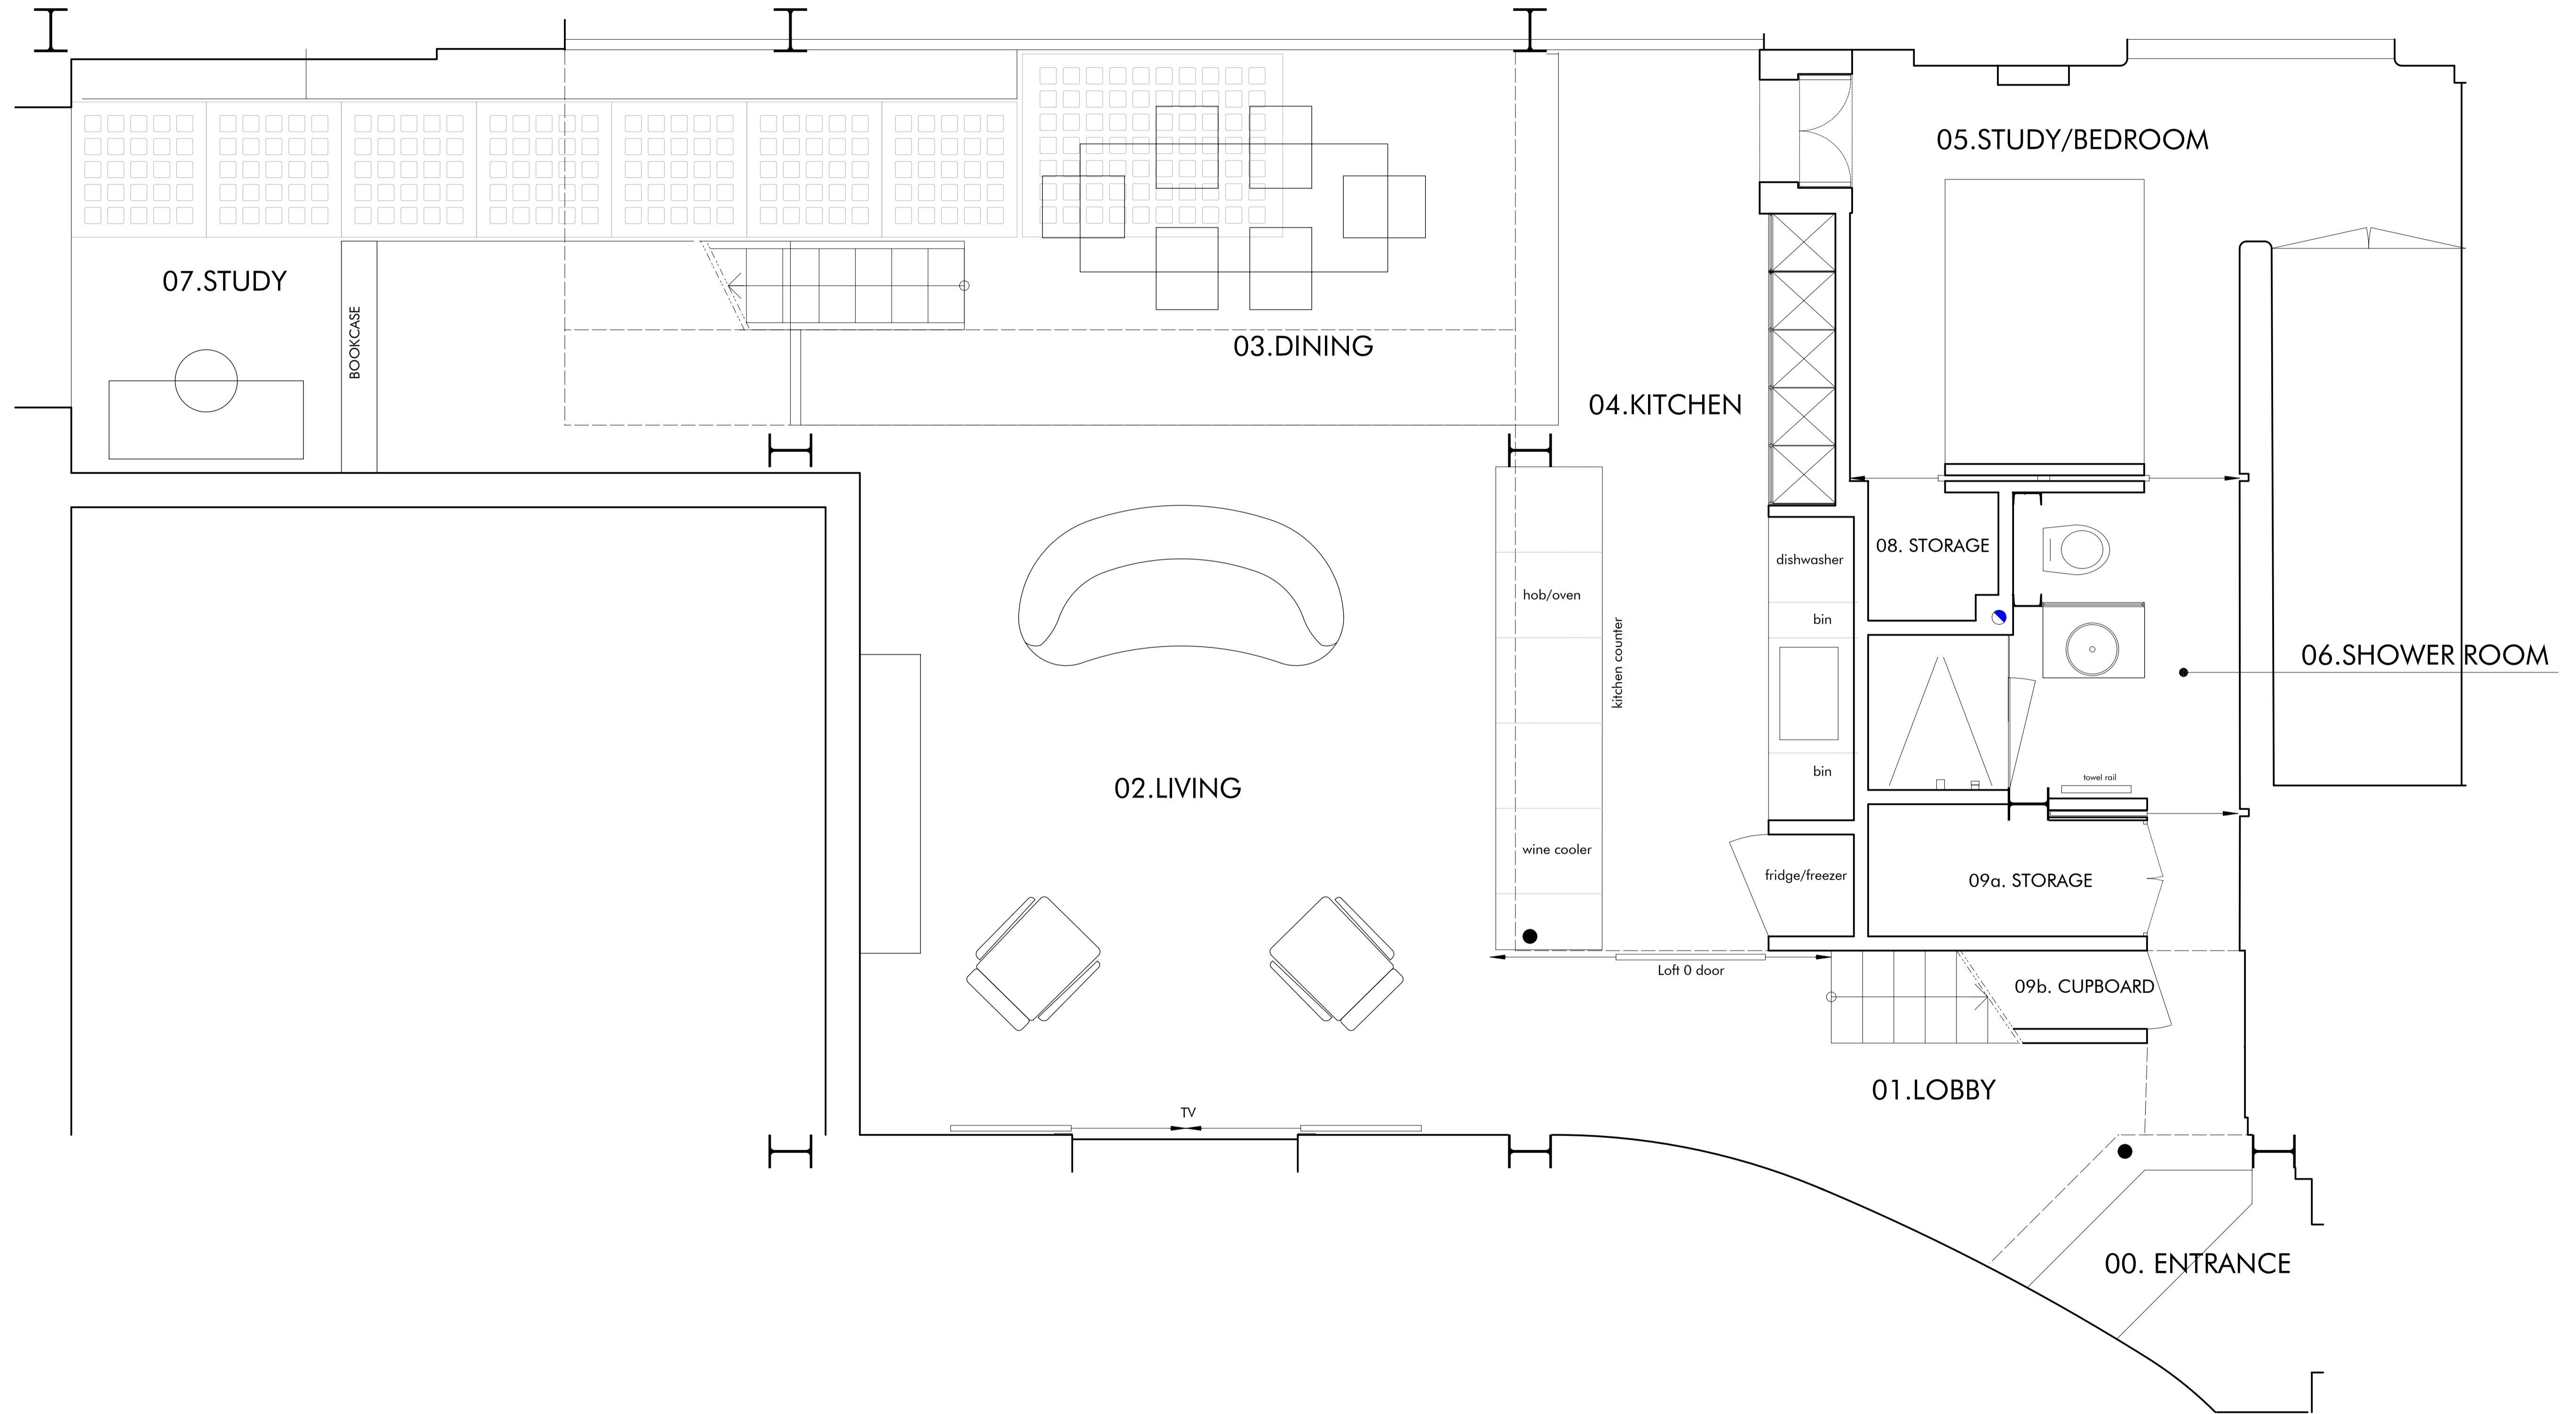 05.STUDY/BEDROOM
07.STUDY
BOOKCASE
03.DINING
04.KITCHEN
08. STORAGE
dishwasher
hob/oven
bin
kitchen counter
06.SHOWER ROOM
bin
towel rail
02.LIVING
wine cooler
fridge/freezer
09a. STORAGE
Loft 0 door
09b. CUPBOARD
01.LOBBY
TV
00. ENTRANCE